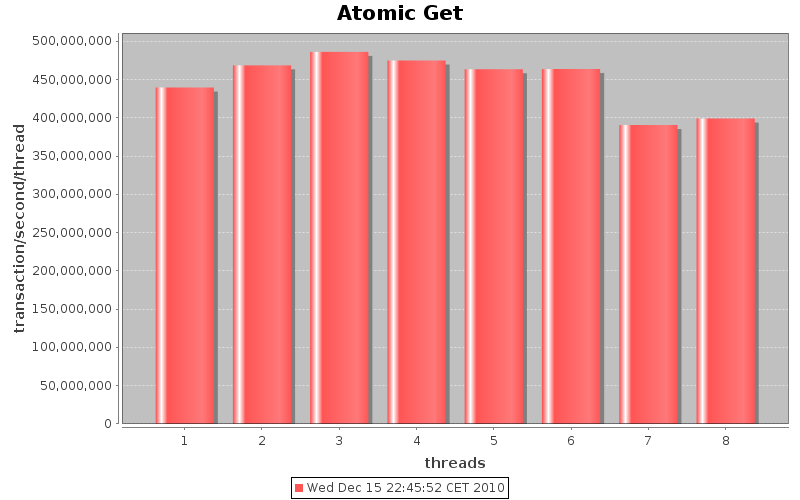 Atomic Get
transaction/second/thread
500,000,000
450,000,000
400,000,000
350,000,000
300,000,000
250,000,000
200,000,000
150,000,000
100,000,000
50,000,000
0
1 2 3 4 5 6 7 8
threads
Wed Dec 15 22:45:52 CET 2010